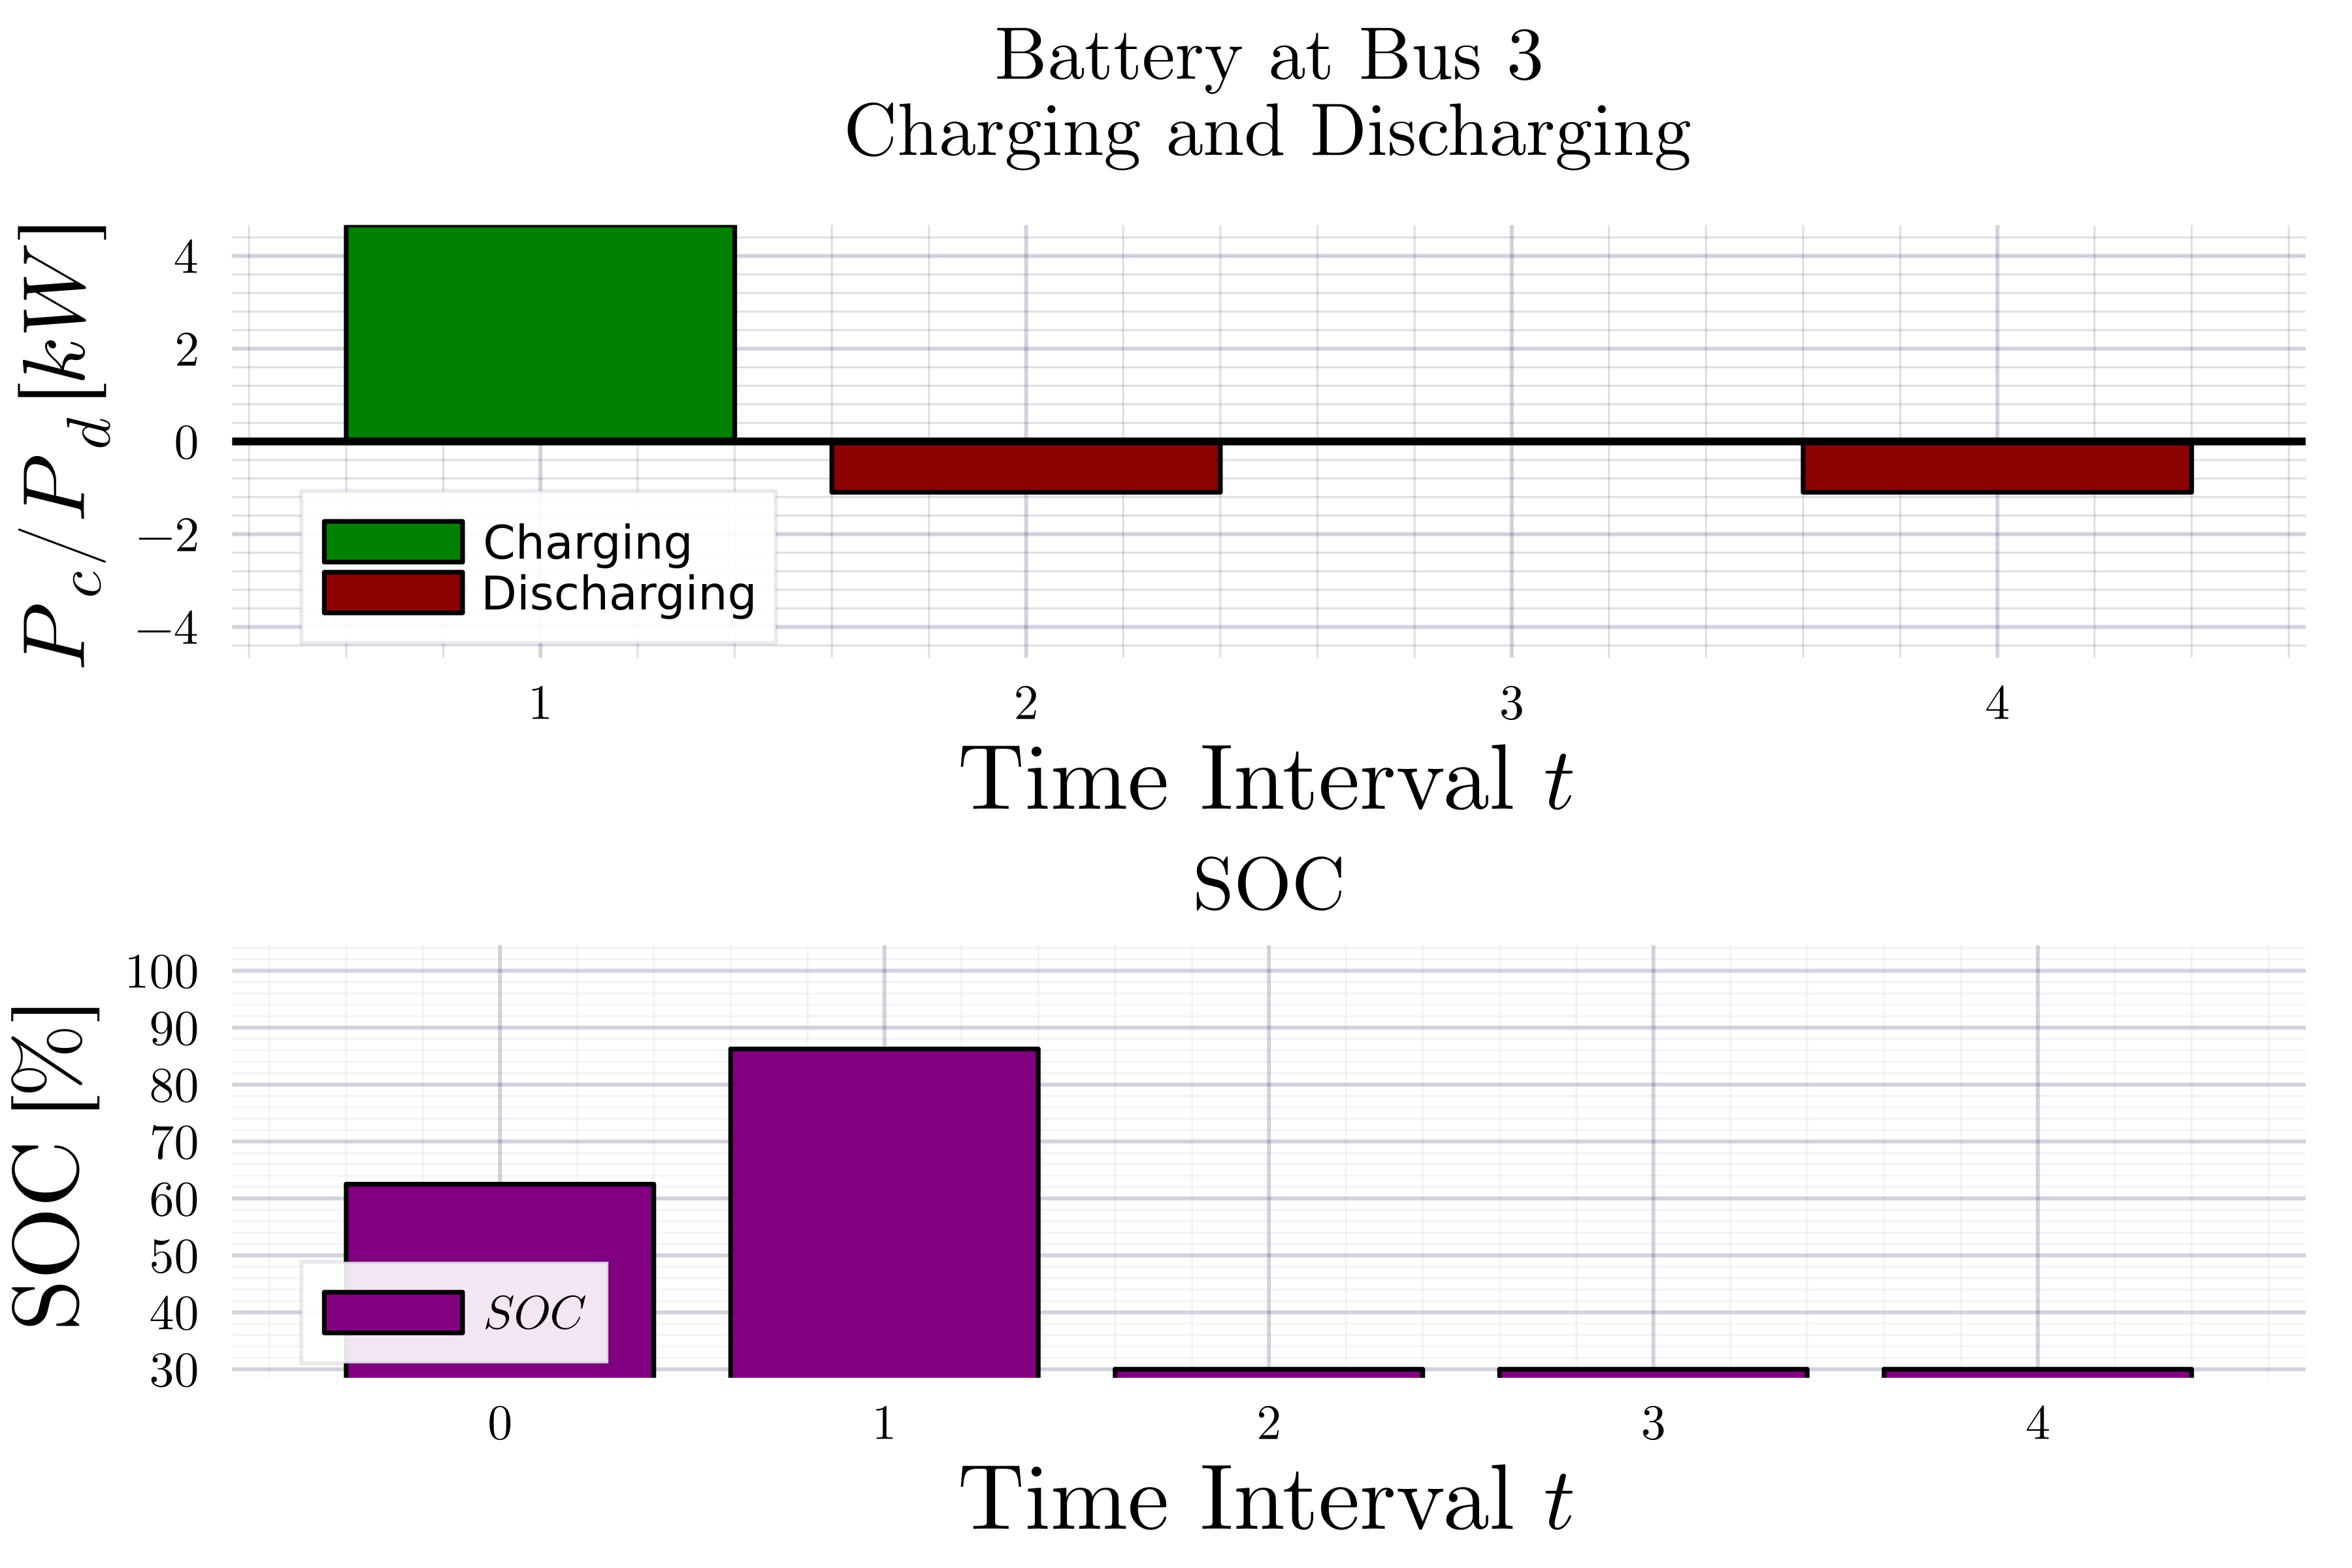 Battery at Bus 3
Charging and Discharging
P_c/P_d [kW]
4
2
0
−2
−4
Charging
Discharging
1 2 3 4
Time Interval t
SOC
SOC [%]
100
90
80
70
60
50
40
30
SOC
0 1 2 3 4
Time Interval t